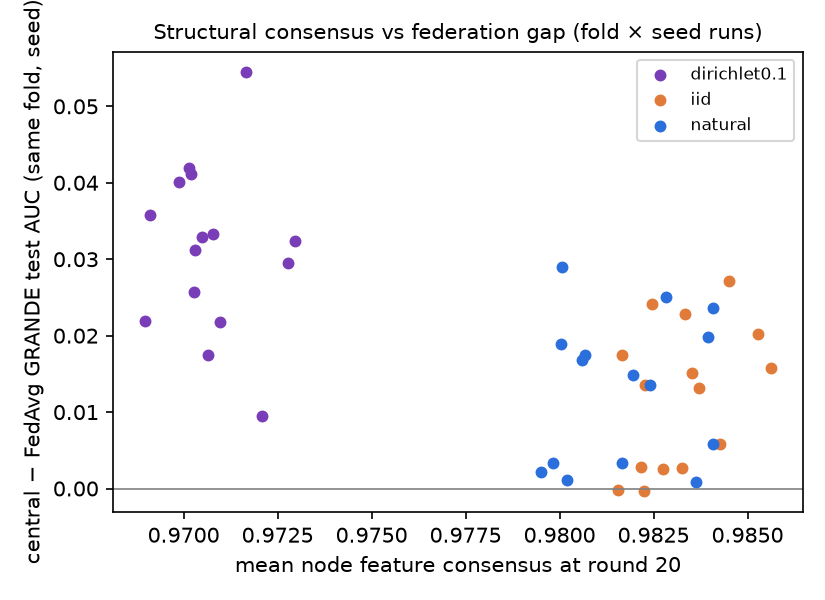 Structural consensus vs federation gap (fold × seed runs)
central − FedAvg GRANDE test AUC (same fold, seed)
dirichlet0.1
iid
natural
0.05
0.04
0.03
0.02
0.01
0.00
0.9700 0.9725 0.9750 0.9775 0.9800 0.9825 0.9850
mean node feature consensus at round 20